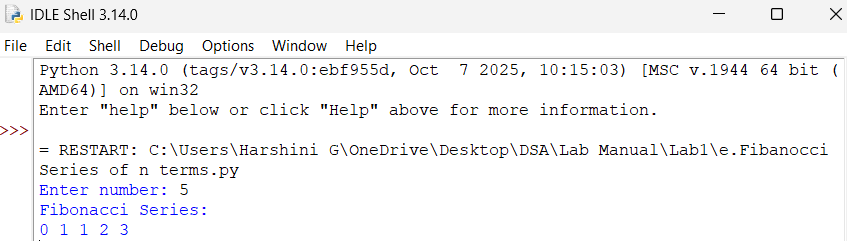 IDLE Shell 3.14.0
File Edit Shell Debug Options Window Help
Python 3.14.0 (tags/v3.14.0:ebf955d, Oct  7 2025, 10:15:03) [MSC v.1944 64 bit (
AMD64)] on win32
Enter "help" below or click "Help" above for more information.
>>>
= RESTART: C:\Users\Harshini G\OneDrive\Desktop\DSA\Lab Manual\Lab1\e.Fibanocci
Series of n terms.py
Enter number: 5
Fibonacci Series:
0 1 1 2 3